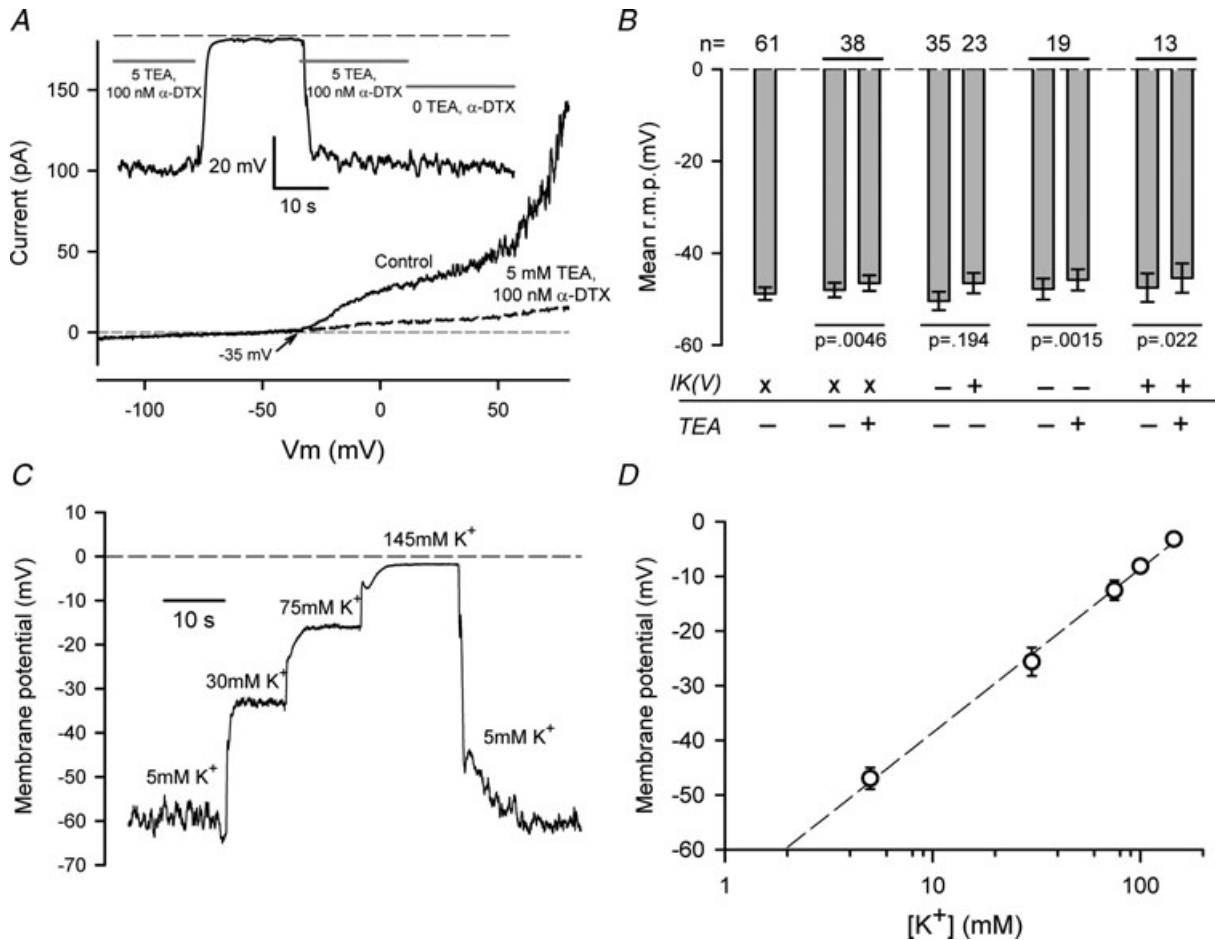 A
5 TEA,
100 nM α-DTX
5 TEA,
100 nM α-DTX
0 TEA, α-DTX
20 mV
10 s
Control
5 mM TEA,
100 nM α-DTX
-35 mV
Current (pA)
150
100
50
0
-100
-50
0
50
Vm (mV)
B
n= 61 38 35 23 19 13
Mean r.m.p.(mV)
0
-20
-40
-60
p=.0046 p=.194 p=.0015 p=.022
IK(V) x x x – + – – + +
TEA – – + – – – + – +
C
Membrane potential (mV)
10
0
-10
-20
-30
-40
-50
-60
-70
145mM K⁺
10 s
75mM K⁺
30mM K⁺
5mM K⁺
5mM K⁺
D
Membrane potential (mV)
0
-10
-20
-30
-40
-50
-60
1
10
100
[K⁺] (mM)